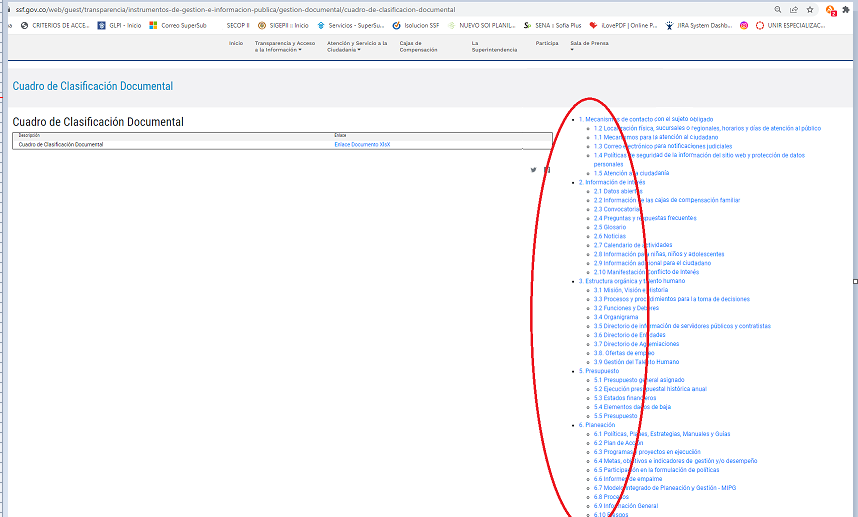 ssf.gov.co/web/guest/transparencia/instrumentos-de-gestion-e-informacion-publica/gestion-documental/cuadro-de-clasificacion-documental
CRITERIOS DE ACCE...
GLPI - Inicio
Correo SuperSub
SECOP II
SIGEPII :: Inicio
Servicios - SuperSu...
Isolucion SSF
NUEVO SOI PLANIL...
SENA :: Sofia Plus
iLovePDF | Online P...
JIRA System Dashb...
UNIR ESPECIALIZAC...
Inicio
Transparencia y Acceso
a la Información
Atención y Servicio a la
Ciudadanía
Cajas de
Compensación
La
Superintendencia
Participa
Sala de Prensa
Cuadro de Clasificación Documental
Cuadro de Clasificación Documental
Descripción
Enlace
Cuadro de Clasificación Documental
Enlace Documento XlsX
1. Mecanismos de contacto con el sujeto obligado
1.2 Localización física, sucursales o regionales, horarios y días de atención al público
1.1 Mecanismos para la atención al ciudadano
1.3 Correo electrónico para notificaciones judiciales
1.4 Políticas de seguridad de la información del sitio web y protección de datos
personales
1.5 Atención a la ciudadanía
2. Información de interés
2.1 Datos abiertos
2.2 Información de las cajas de compensación familiar
2.3 Convocatorias
2.4 Preguntas y respuestas frecuentes
2.5 Glosario
2.6 Noticias
2.7 Calendario de actividades
2.8 Información para niñas, niños y adolescentes
2.9 Información adicional para el ciudadano
2.10 Manifestación Conflicto de Interés
3. Estructura orgánica y talento humano
3.1 Misión, Visión e Historia
3.3 Procesos y procedimientos para la toma de decisiones
3.2 Funciones y Deberes
3.4 Organigrama
3.5 Directorio de información de servidores públicos y contratistas
3.6 Directorio de Entidades
3.7 Directorio de Agremiaciones
3.8. Ofertas de empleo
3.9 Gestión del Talento Humano
5. Presupuesto
5.1 Presupuesto general asignado
5.2 Ejecución presupuestal histórica anual
5.3 Estados financieros
5.4 Elementos dados de baja.
5.5 Presupuesto
6. Planeación
6.1 Políticas, Planes, Estrategias, Manuales y Guías
6.2 Plan de Acción
6.3 Programas y proyectos en ejecución
6.4 Metas, objetivos e indicadores de gestión y/o desempeño
6.5 Participación en la formulación de políticas
6.6 Informes de empalme
6.7 Modelo Integrado de Planeación y Gestión - MIPG
6.8 Procesos
6.9 Información General
6.10 Riesgos